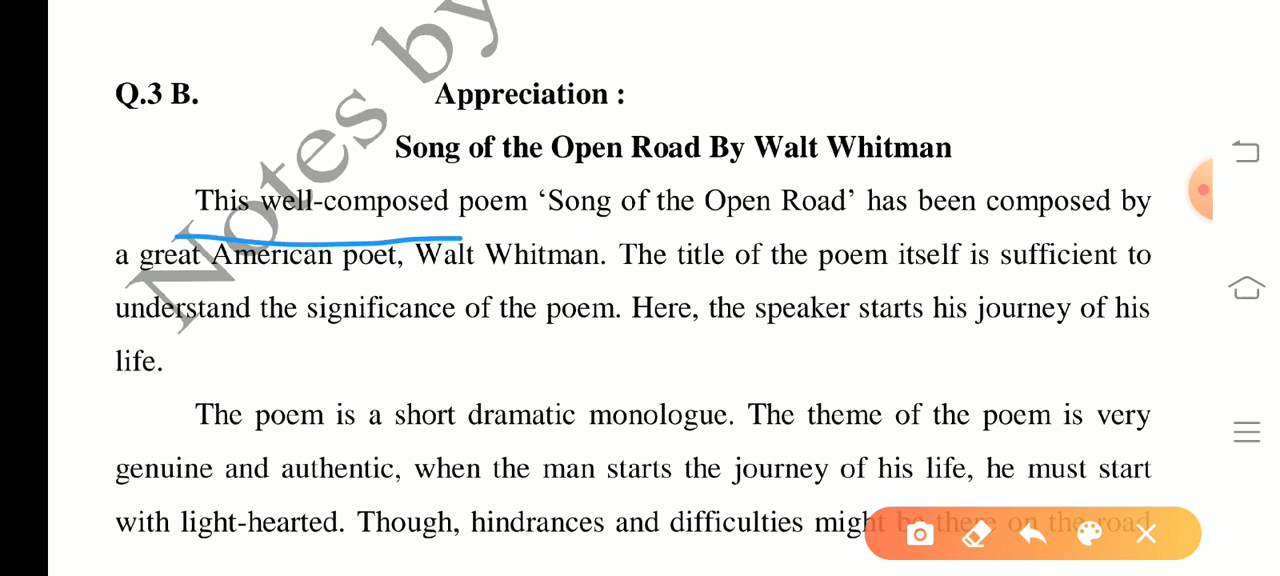 Notes by
Q.3 B. Appreciation :
Song of the Open Road By Walt Whitman
This well-composed poem ‘Song of the Open Road’ has been composed by
a great American poet, Walt Whitman. The title of the poem itself is sufficient to
understand the significance of the poem. Here, the speaker starts his journey of his
life.
The poem is a short dramatic monologue. The theme of the poem is very
genuine and authentic, when the man starts the journey of his life, he must start
with light-hearted. Though, hindrances and difficulties might be there on the road